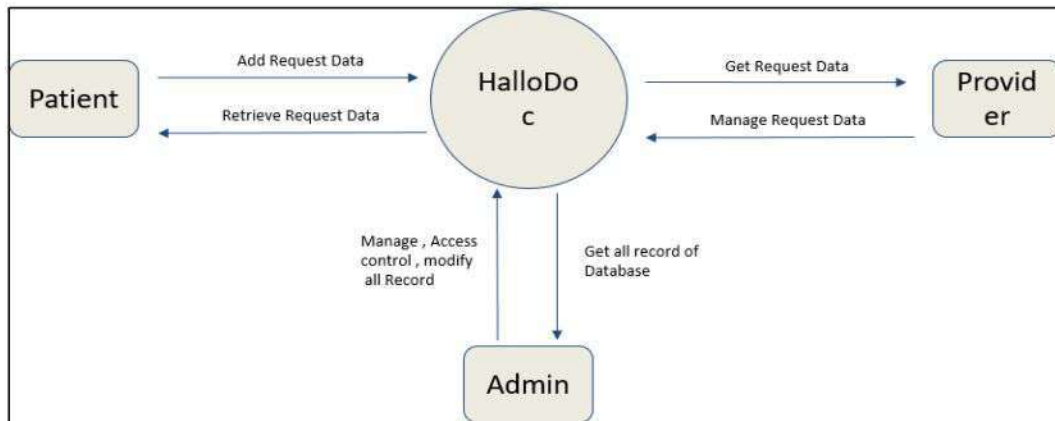 Patient
Add Request Data
Retrieve Request Data
HalloDo
c
Get Request Data
Manage Request Data
Provid
er
Manage , Access
control , modify
all Record
Get all record of
Database
Admin